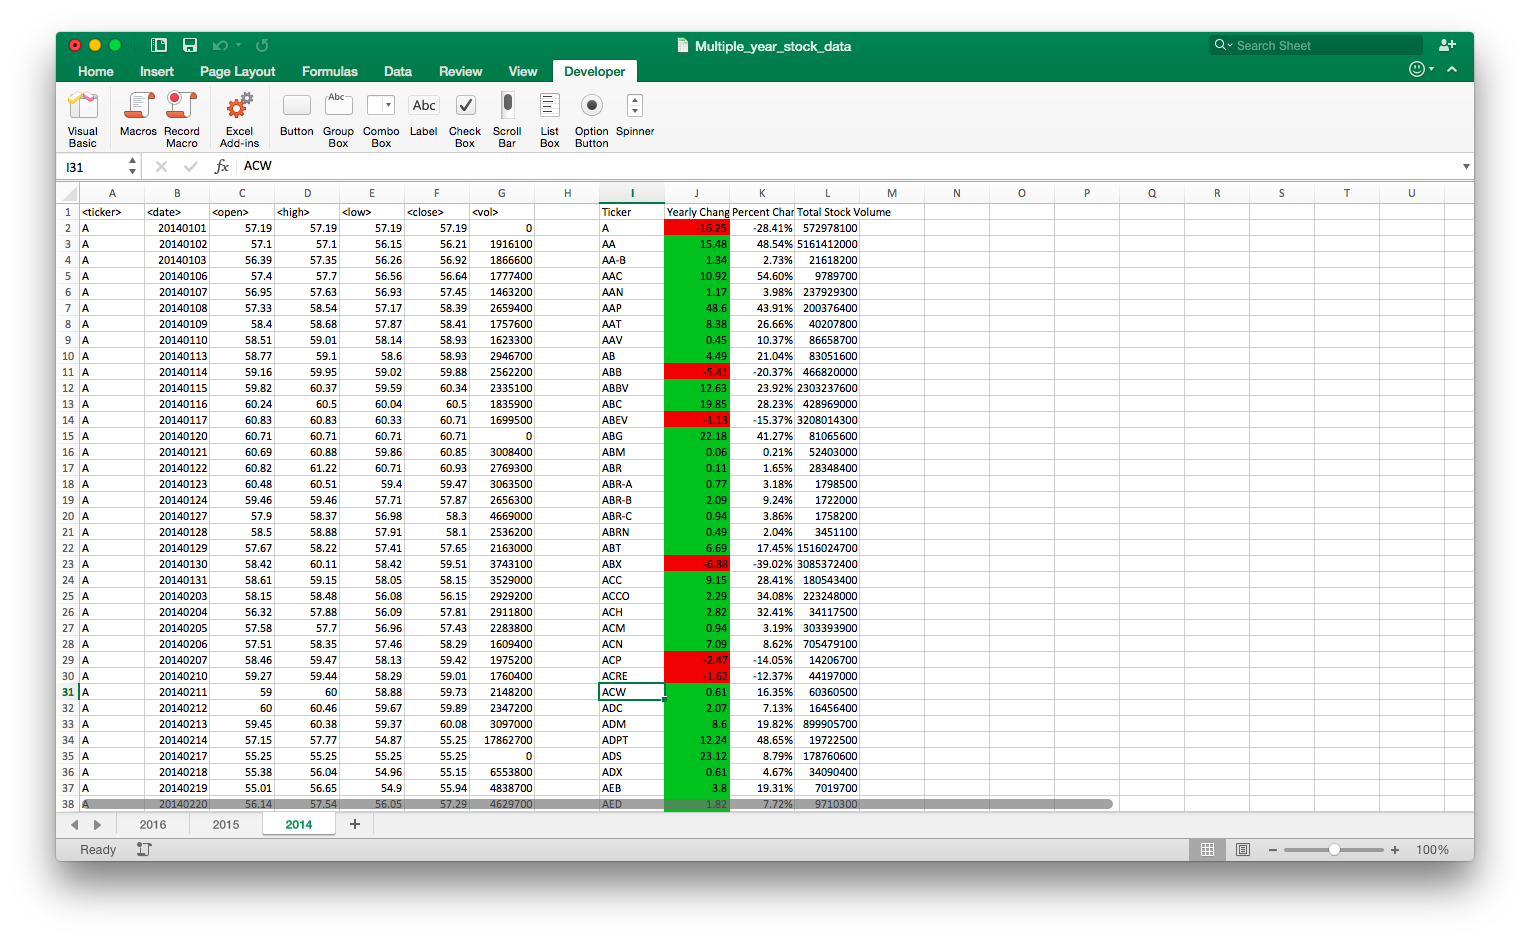 Multiple_year_stock_data
Search Sheet
Home Insert Page Layout Formulas Data Review View Developer
Visual Basic
Macros
Record Macro
Excel Add-ins
Button
Abc
Group Box
Combo Box
Abc
Label
Check Box
Scroll Bar
List Box
Option Button
Spinner
I31 fx ACW
A B C D E F G H I J K L M N O P Q R S T U
1 <ticker> <date> <open> <high> <low> <close> <vol> Ticker Yearly Chang Percent Char Total Stock Volume
2 A 20140101 57.19 57.19 57.19 57.19 0 A -16.25 -28.41% 572978100
3 A 20140102 57.1 57.1 56.15 56.21 1916100 AA 15.48 48.54% 5161412000
4 A 20140103 56.39 57.35 56.26 56.92 1866600 AA-B 1.34 2.73% 21618200
5 A 20140106 57.4 57.7 56.56 56.64 1777400 AAC 10.92 54.60% 9789700
6 A 20140107 56.95 57.63 56.93 57.45 1463200 AAN 1.17 3.98% 237929300
7 A 20140108 57.33 58.54 57.17 58.39 2659400 AAP 48.6 43.91% 200376400
8 A 20140109 58.4 58.68 57.87 58.41 1757600 AAT 8.38 26.66% 40207800
9 A 20140110 58.51 59.01 58.14 58.93 1623300 AAV 0.45 10.37% 86658700
10 A 20140113 58.77 59.1 58.6 58.93 2946700 AB 4.49 21.04% 83051600
11 A 20140114 59.16 59.95 59.02 59.88 2562200 ABB -5.41 -20.37% 466820000
12 A 20140115 59.82 60.37 59.59 60.34 2335100 ABBV 12.63 23.92% 2303237600
13 A 20140116 60.24 60.5 60.04 60.5 1835900 ABC 19.85 28.23% 428969000
14 A 20140117 60.83 60.83 60.33 60.71 1699500 ABEV -1.13 -15.37% 3208014300
15 A 20140120 60.71 60.71 60.71 60.71 0 ABG 22.18 41.27% 81065600
16 A 20140121 60.69 60.88 59.86 60.85 3008400 ABM 0.06 0.21% 52403000
17 A 20140122 60.82 61.22 60.71 60.93 2769300 ABR 0.11 1.65% 28348400
18 A 20140123 60.48 60.51 59.4 59.47 3063500 ABR-A 0.77 3.18% 1798500
19 A 20140124 59.46 59.46 57.71 57.87 2656300 ABR-B 2.09 9.24% 1722000
20 A 20140127 57.9 58.37 56.98 58.3 4669000 ABR-C 0.94 3.86% 1758200
21 A 20140128 58.5 58.88 57.91 58.1 2536200 ABRN 0.49 2.04% 3451100
22 A 20140129 57.67 58.22 57.41 57.65 2163000 ABT 6.69 17.45% 1516024700
23 A 20140130 58.42 60.11 58.42 59.51 3743100 ABX -6.88 -39.02% 3085372400
24 A 20140131 58.61 59.15 58.05 58.15 3529000 ACC 9.15 28.41% 180543400
25 A 20140203 58.15 58.48 56.08 56.15 2929200 ACCO 2.29 34.08% 223248000
26 A 20140204 56.32 57.88 56.09 57.81 2911800 ACH 2.82 32.41% 34117500
27 A 20140205 57.58 57.7 56.96 57.43 2283800 ACM 0.94 3.19% 303393900
28 A 20140206 57.51 58.35 57.46 58.29 1609400 ACN 7.09 8.62% 705479100
29 A 20140207 58.46 59.47 58.13 59.42 1975200 ACP -2.47 -14.05% 14206700
30 A 20140210 59.27 59.44 58.29 59.01 1760400 ACRE -1.62 -12.37% 44197000
31 A 20140211 59 60 58.88 59.73 2148200 ACW 0.61 16.35% 60360500
32 A 20140212 60 60.46 59.67 59.89 2347200 ADC 2.07 7.13% 16456400
33 A 20140213 59.45 60.38 59.37 60.08 3097000 ADM 8.6 19.82% 899905700
34 A 20140214 57.15 57.77 54.87 55.25 17862700 ADPT 12.24 48.65% 19722500
35 A 20140217 55.25 55.25 55.25 55.25 0 ADS 23.12 8.79% 178760600
36 A 20140218 55.38 56.04 54.96 55.15 6553800 ADX 0.61 4.67% 34090400
37 A 20140219 55.01 56.65 54.9 55.94 4838700 AEB 3.8 19.31% 7019700
38 A 20140220 56.14 57.54 56.05 57.29 4629700 AED 1.82 7.72% 9710300
2016 2015 2014
Ready 100%